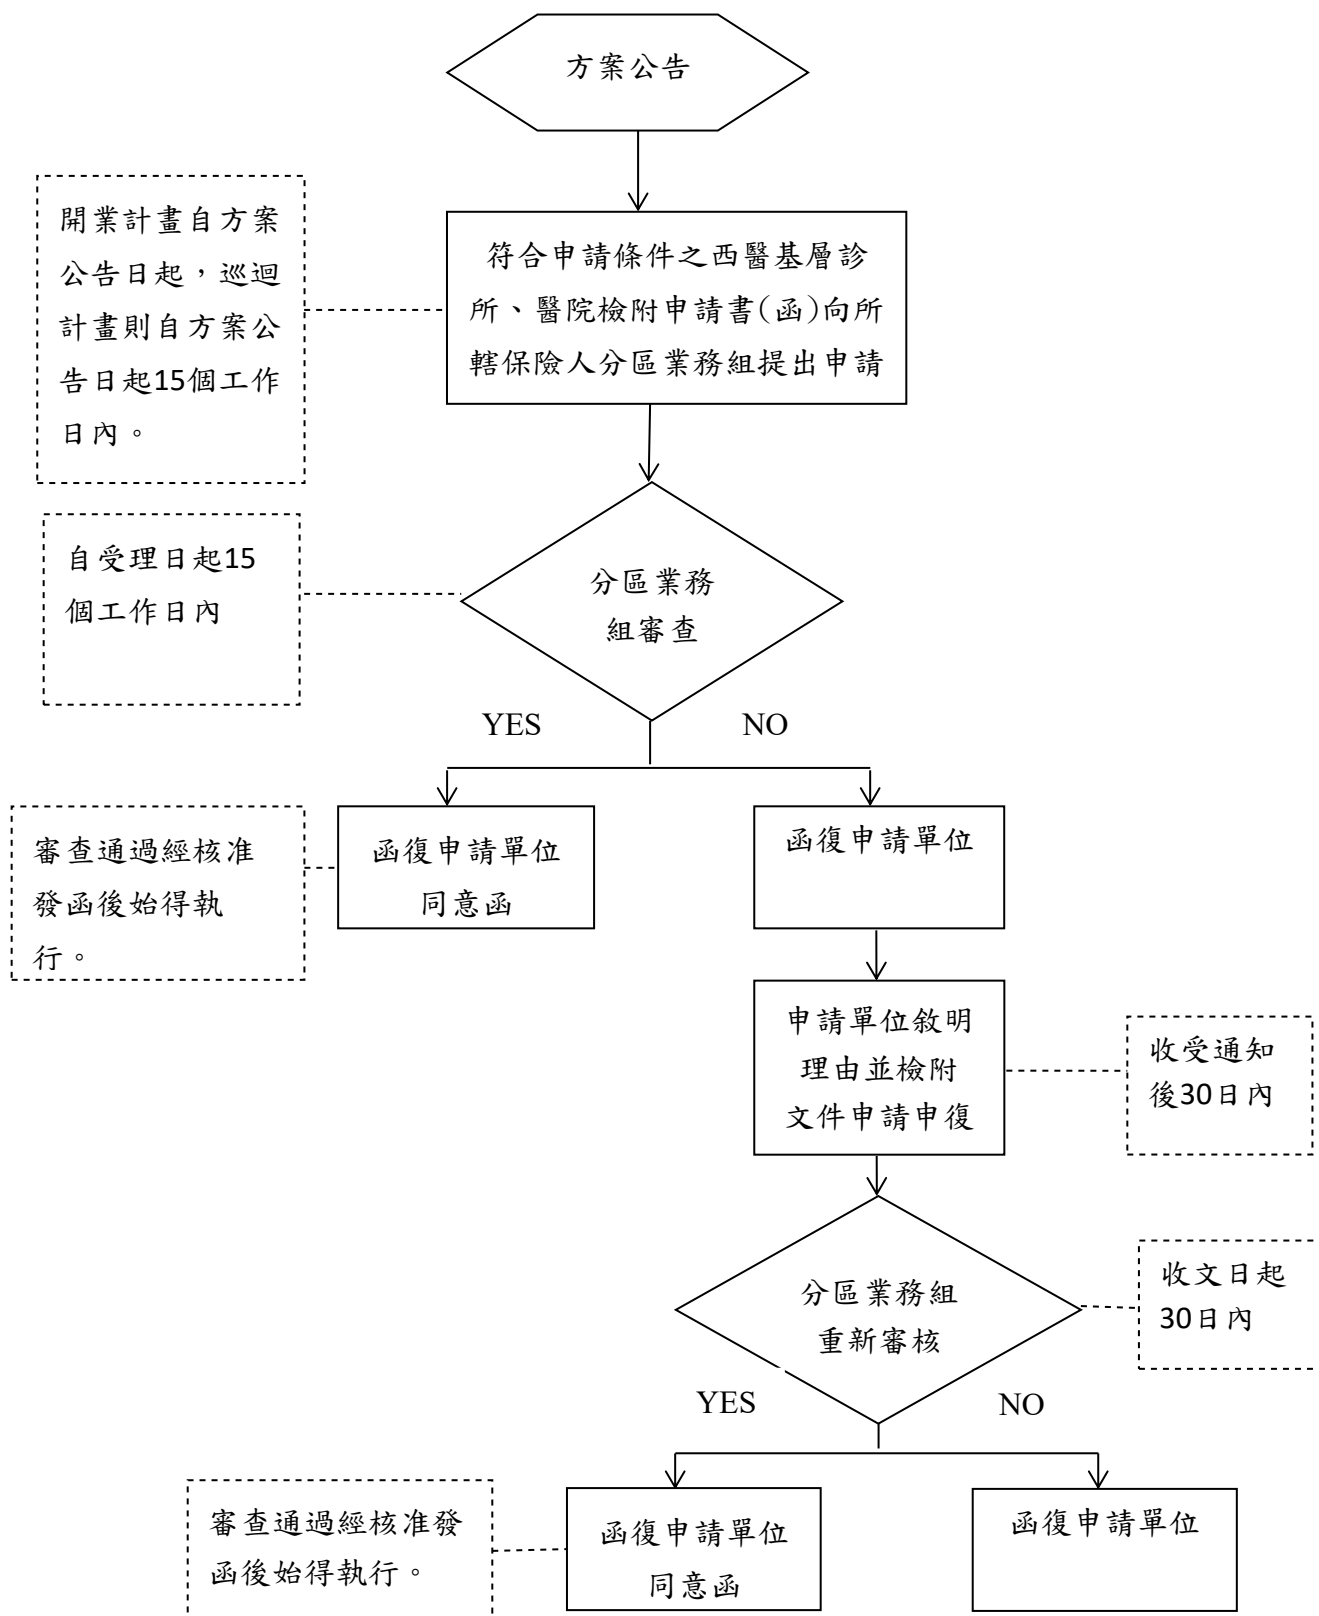 方案公告
開業計畫自方案
公告日起，巡迴
計畫則自方案公
告日起15個工作
日內。
符合申請條件之西醫基層診
所、醫院檢附申請書(函)向所
轄保險人分區業務組提出申請
自受理日起15
個工作日內
分區業務
組審查
YES
NO
審查通過經核准
發函後始得執
行。
函復申請單位
同意函
函復申請單位
申請單位敘明
理由並檢附
文件申請申復
收受通知
後30日內
分區業務組
重新審核
收文日起
30日內
YES
NO
審查通過經核准發
函後始得執行。
函復申請單位
同意函
函復申請單位